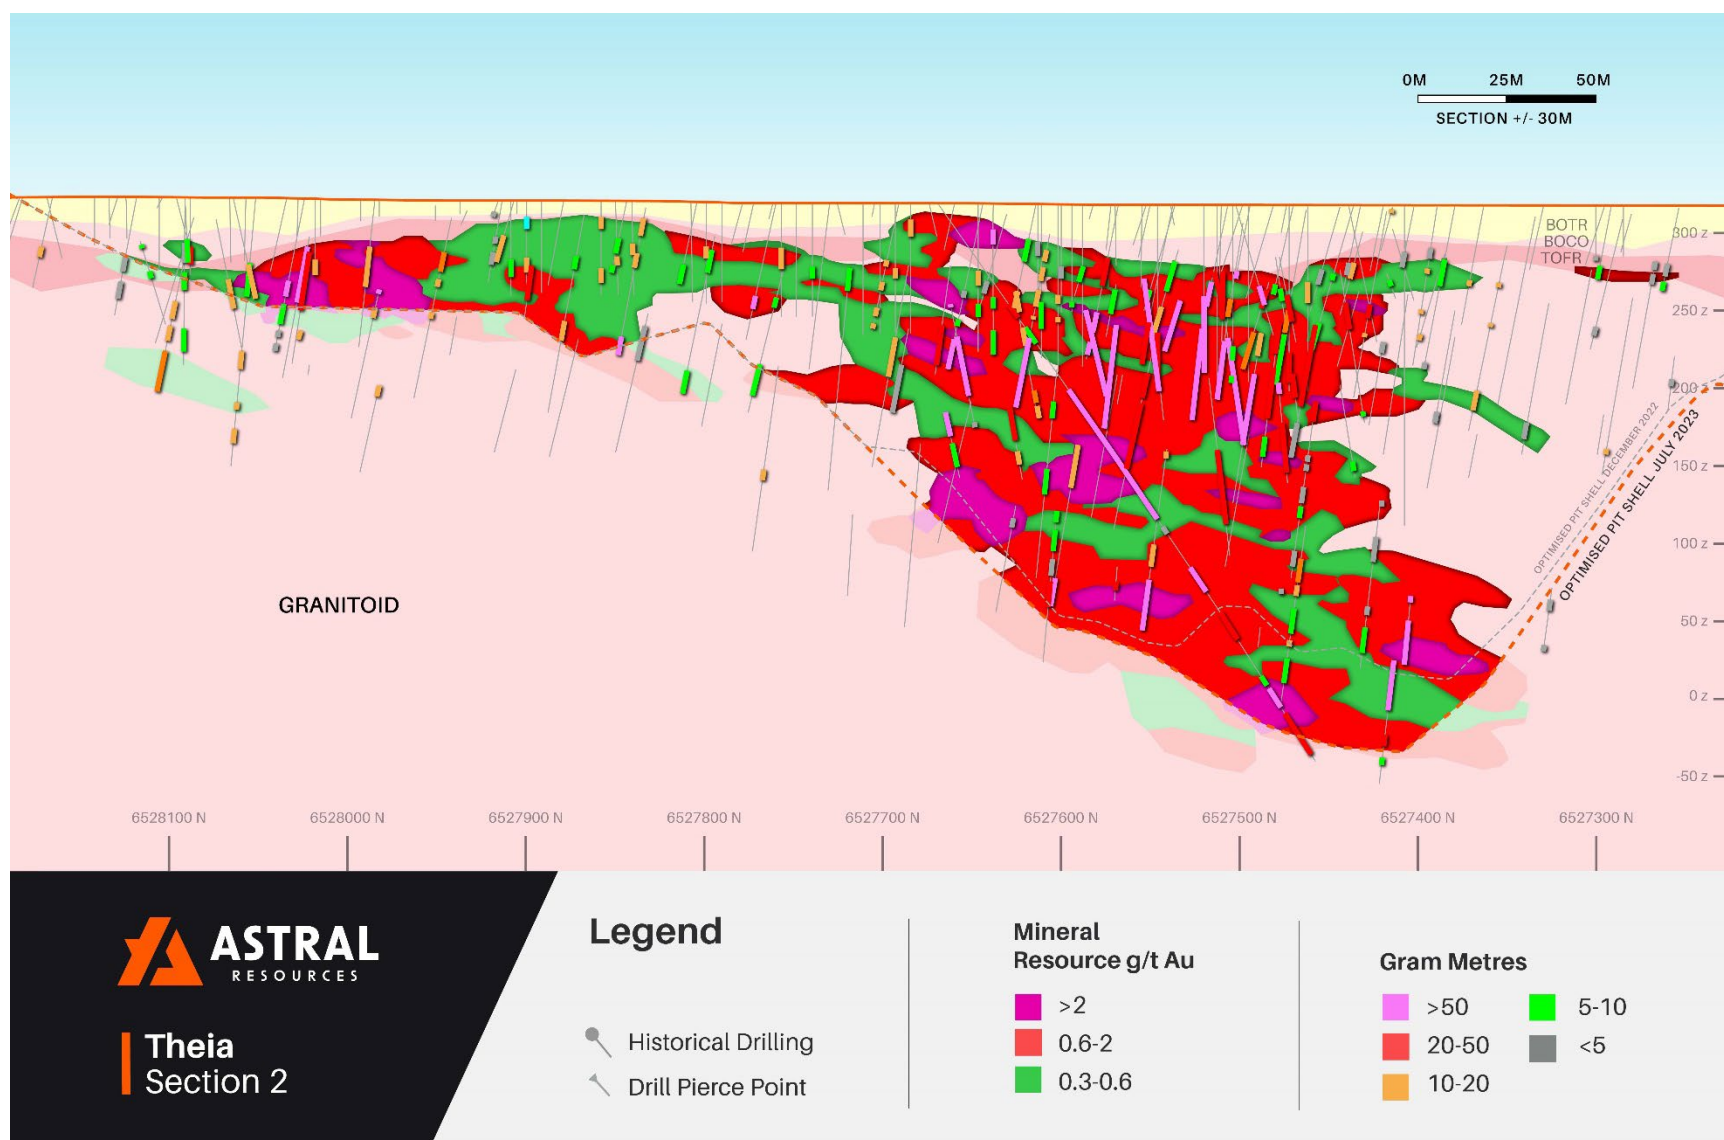 0M 25M 50M
SECTION +/- 30M
BOTR
BOCO
TOFR
300 z
250 z
200 z
150 z
100 z
50 z
0 z
-50 z
OPTIMISED PIT SHELL DECEMBER 2022
OPTIMISED PIT SHELL JULY 2023
GRANITOID
6528100 N 6528000 N 6527900 N 6527800 N 6527700 N 6527600 N 6527500 N 6527400 N 6527300 N
ASTRAL
RESOURCES
Theia
Section 2
Legend
Historical Drilling
Drill Pierce Point
Mineral
Resource g/t Au
>2
0.6-2
0.3-0.6
Gram Metres
>50
20-50
10-20
5-10
<5